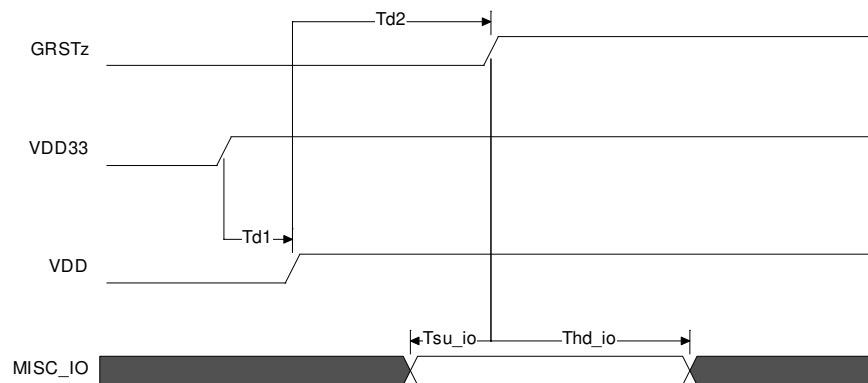 Td2
GRSTz
VDD33
Td1
VDD
Tsu_io
Thd_io
MISC_IO